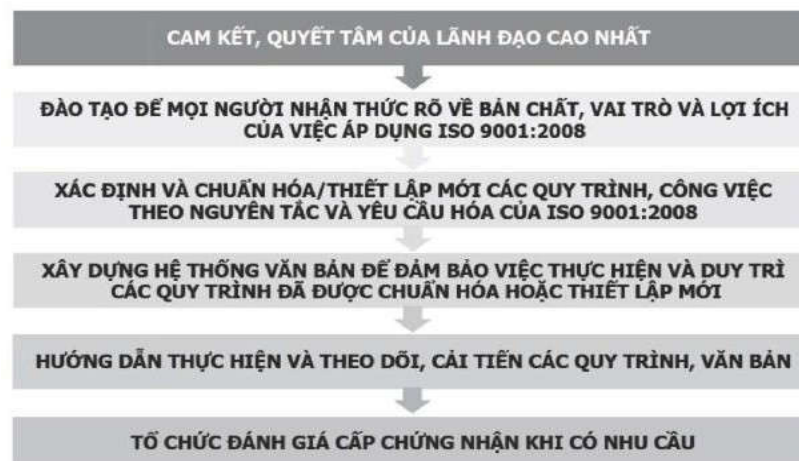 CAM KẾT, QUYẾT TÂM CỦA LÃNH ĐẠO CAO NHẤT
ĐÀO TẠO ĐỂ MỌI NGƯỜI NHẬN THỨC RÕ VỀ BẢN CHẤT, VAI TRÒ VÀ LỢI ÍCH
CỦA VIỆC ÁP DỤNG ISO 9001:2008
XÁC ĐỊNH VÀ CHUẨN HÓA/THIẾT LẬP MỚI CÁC QUY TRÌNH, CÔNG VIỆC
THEO NGUYÊN TẮC VÀ YÊU CẦU HÓA CỦA ISO 9001:2008
XÂY DỰNG HỆ THỐNG VĂN BẢN ĐỂ ĐẢM BẢO VIỆC THỰC HIỆN VÀ DUY TRÌ
CÁC QUY TRÌNH ĐÃ ĐƯỢC CHUẨN HÓA HOẶC THIẾT LẬP MỚI
HƯỚNG DẪN THỰC HIỆN VÀ THEO DÕI, CẢI TIẾN CÁC QUY TRÌNH, VĂN BẢN
TỔ CHỨC ĐÁNH GIÁ CẤP CHỨNG NHẬN KHI CÓ NHU CẦU